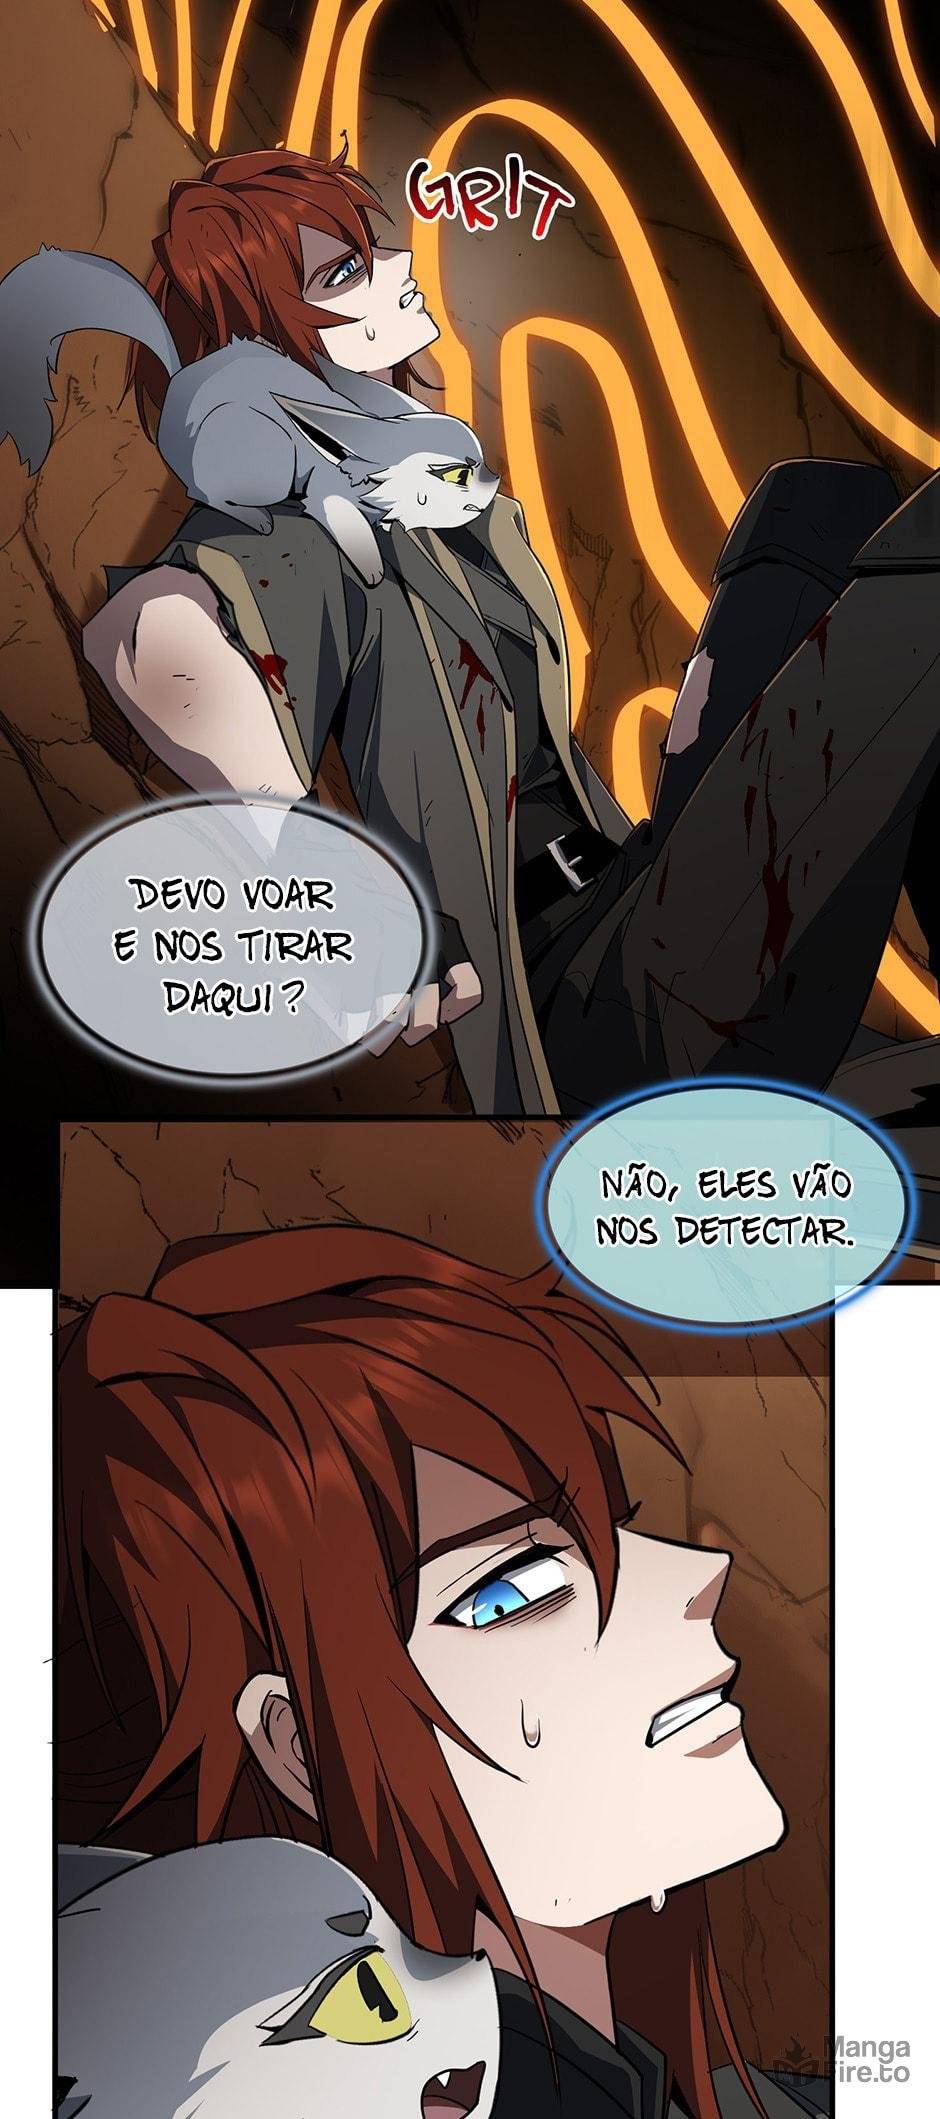 GRIT
DEVO VOAR
E NOS TIRAR
DAQUI?
NÃO, ELES VÃO
NOS DETECTAR.
Manga
Fire.to